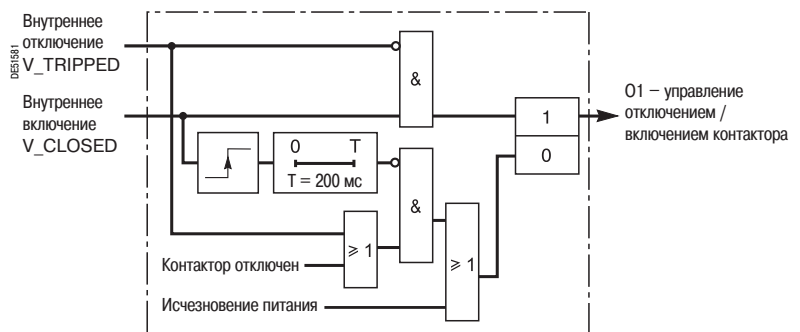 Внутреннее
отключение
V_TRIPPED
DE51581
&
Внутреннее
включение
V_CLOSED
1
0
O1 – управление
отключением /
включением контактора
0 T
T = 200 мс
&
⩾ 1
⩾ 1
Контактор отключен
Исчезновение питания